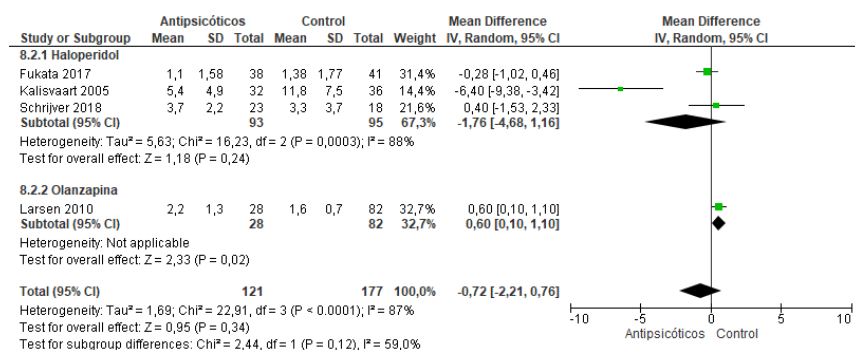 Antipsicóticos Control Mean Difference Mean Difference
Study or Subgroup Mean SD Total Mean SD Total Weight IV, Random, 95% CI IV, Random, 95% CI
8.2.1 Haloperidol
Fukata 2017 1,1 1,58 38 1,38 1,77 41 31,4% -0,28 [-1,02, 0,46]
Kalisvaart 2005 5,4 4,9 32 11,8 7,5 36 14,4% -6,40 [-9,38, -3,42]
Schrijver 2018 3,7 2,2 23 3,3 3,7 18 21,6% 0,40 [-1,53, 2,33]
Subtotal (95% CI) 93 95 67,3% -1,76 [-4,68, 1,16]
Heterogeneity: Tau² = 5,63; Chi² = 16,23, df = 2 (P = 0,0003); I² = 88%
Test for overall effect: Z = 1,18 (P = 0,24)
8.2.2 Olanzapina
Larsen 2010 2,2 1,3 28 1,6 0,7 82 32,7% 0,60 [0,10, 1,10]
Subtotal (95% CI) 28 82 32,7% 0,60 [0,10, 1,10]
Heterogeneity: Not applicable
Test for overall effect: Z = 2,33 (P = 0,02)
Total (95% CI) 121 177 100,0% -0,72 [-2,21, 0,76]
Heterogeneity: Tau² = 1,69; Chi² = 22,91, df = 3 (P < 0,0001); I² = 87%
Test for overall effect: Z = 0,95 (P = 0,34)
Test for subgroup differences: Chi² = 2,44, df = 1 (P = 0,12), I² = 59,0%
-10 -5 0 5 10
Antipsicóticos Control